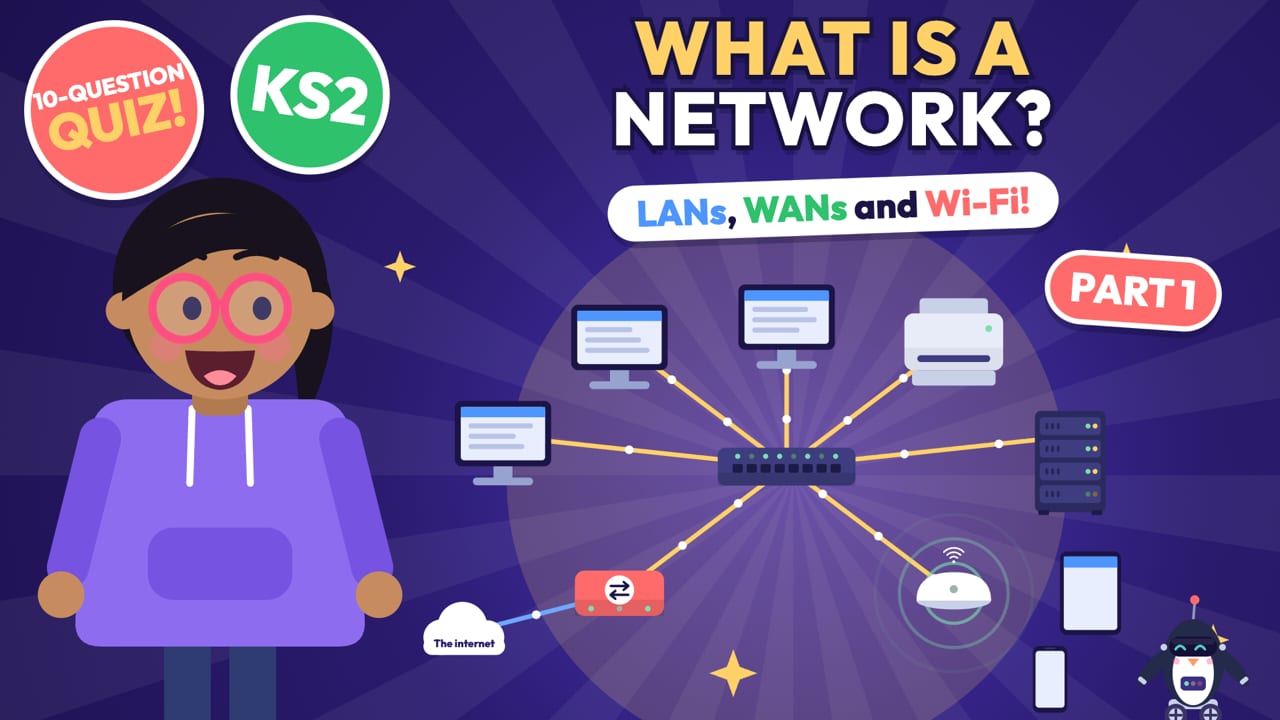 10-QUESTION
QUIZ!
KS2
WHAT IS A
NETWORK?
LANs, WANs and Wi-Fi!
PART 1
The internet